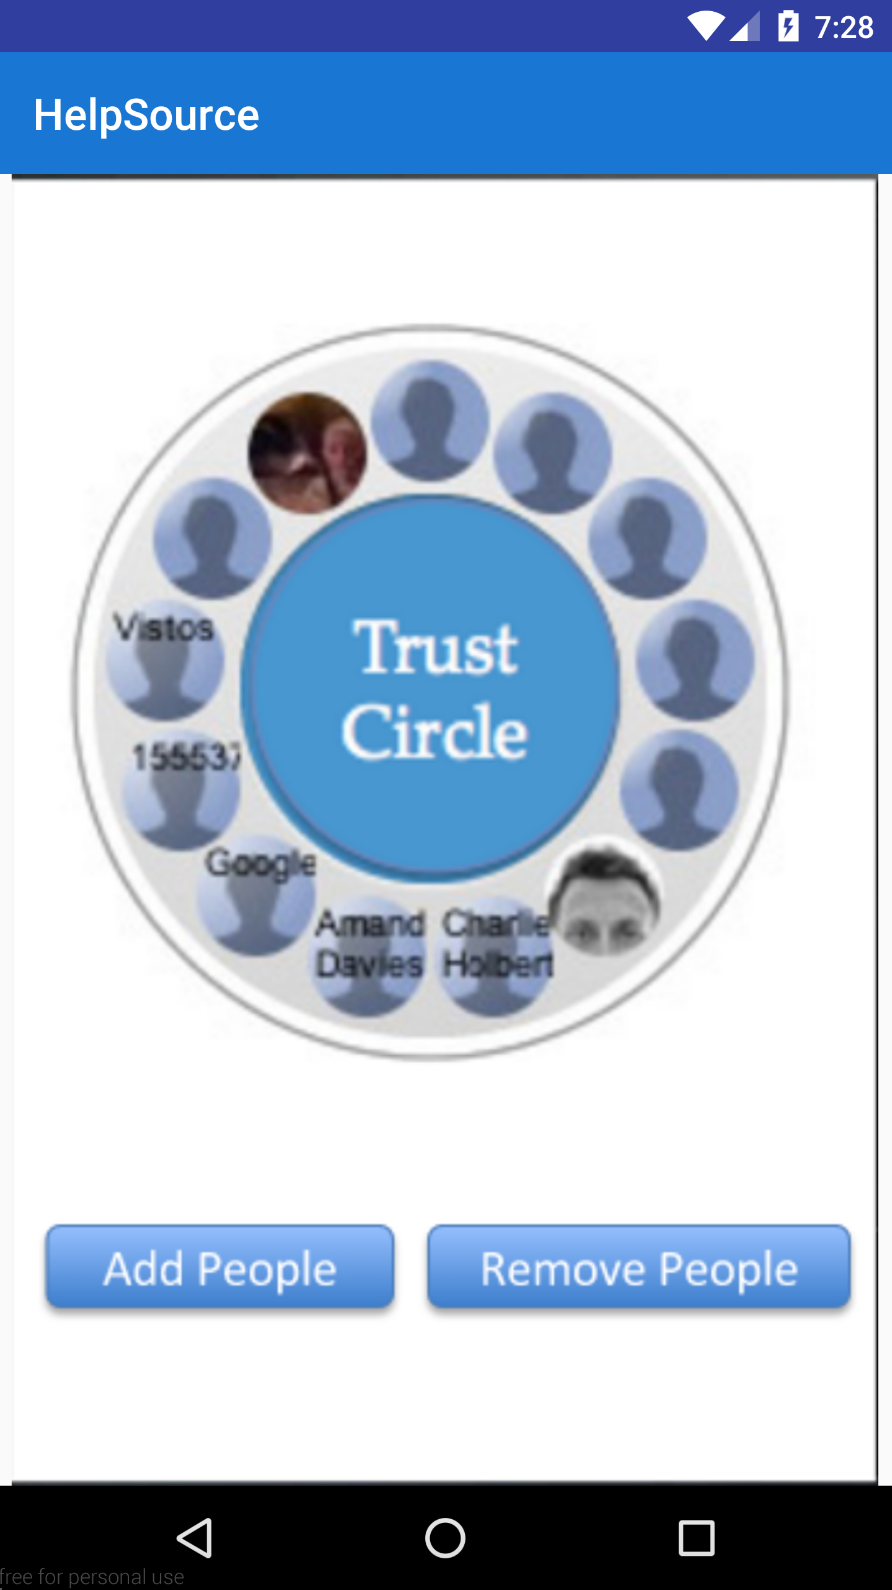 7:28
HelpSource
Vistos
155537
Google
Amand
Davies
Charlie
Holbert
Trust
Circle
Add People
Remove People
free for personal use